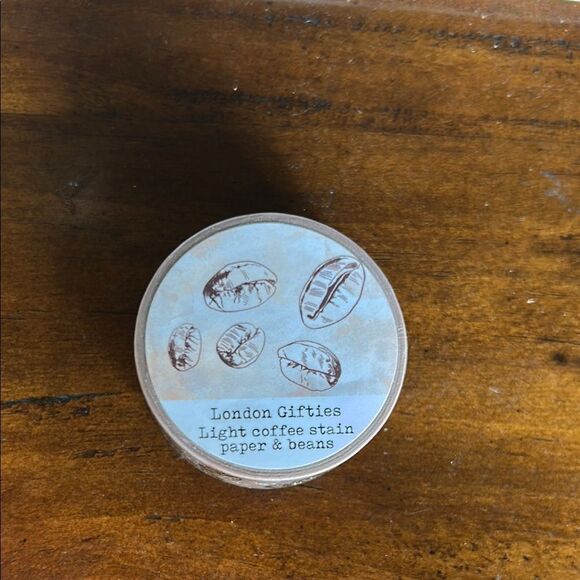 London Gifties
Light coffee stain
paper & beans